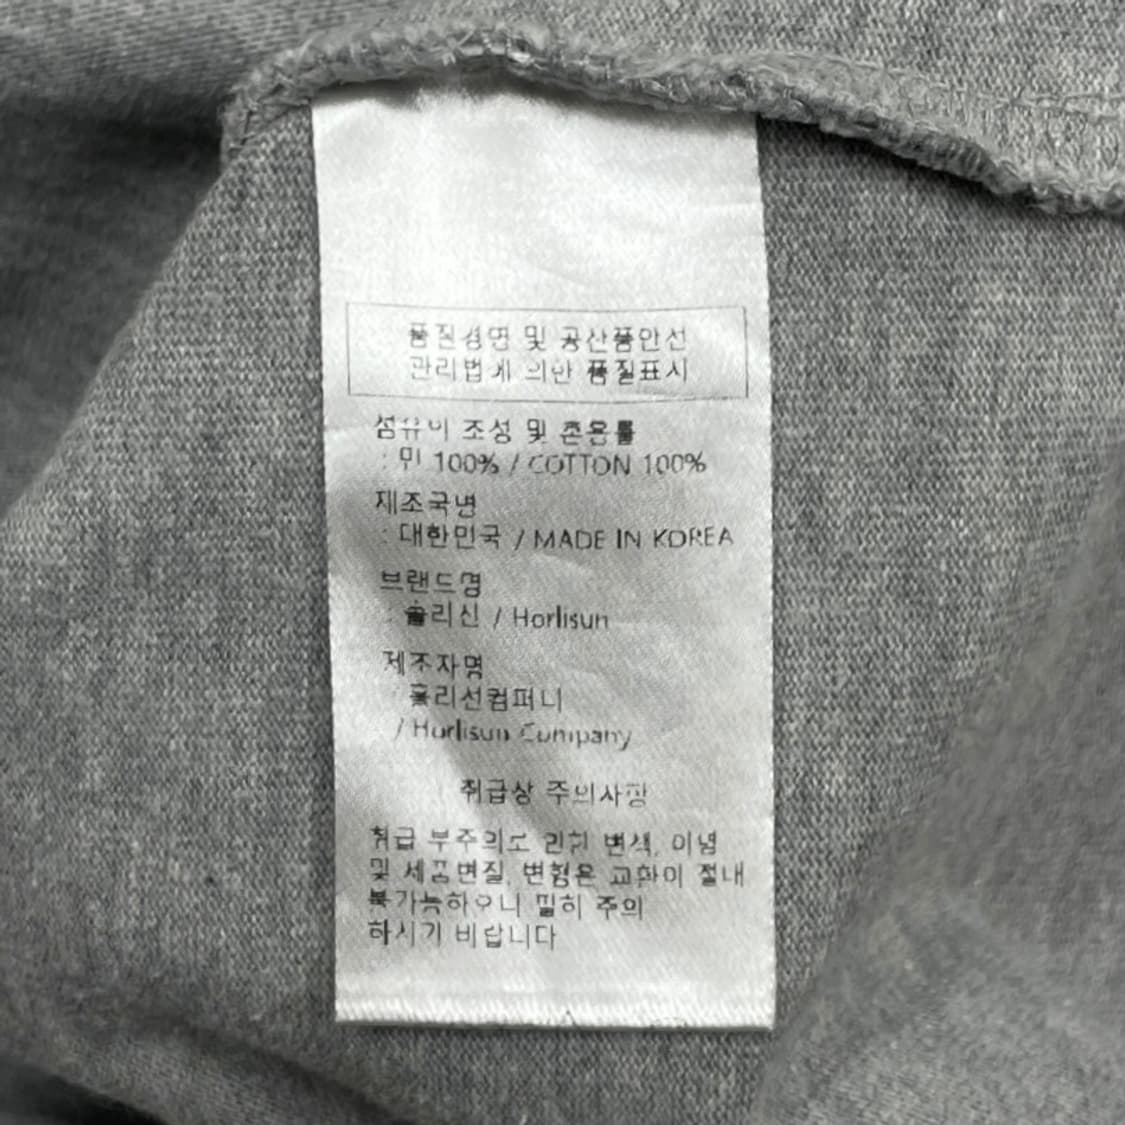 품질경영 및 공산품안전
관리법에 의한 품질표시
섬유의 조성 및 혼용률
: 면 100% / COTTON 100%
제조국명
: 대한민국 / MADE IN KOREA
브랜드명
: 홀리선 / Horlisun
제조자명
: 홀리선컴퍼니
/ Horlisun Company
취급상 주의사항
취급 부주의로 인한 변색, 이념
및 제품변질, 변형은 교환이 절대
불가능하오니 필히 주의
하시기 바랍니다